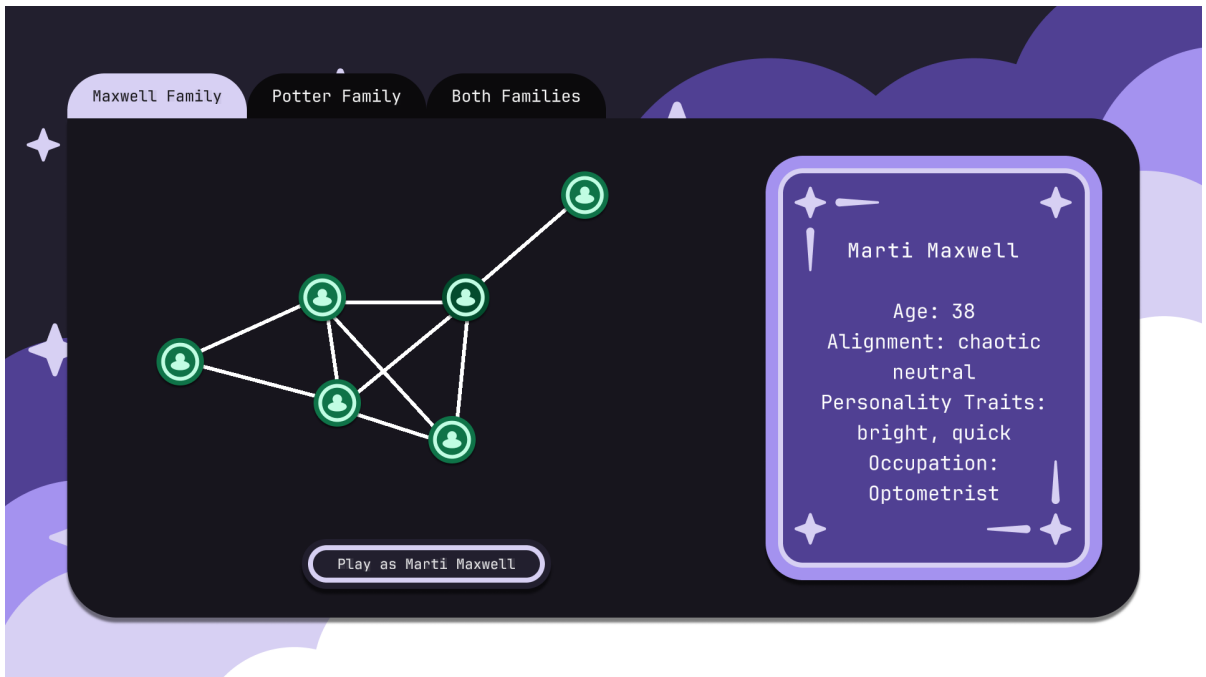 Maxwell Family
Potter Family
Both Families
Marti Maxwell
Age: 38
Alignment: chaotic
neutral
Personality Traits:
bright, quick
Occupation:
Optometrist
Play as Marti Maxwell